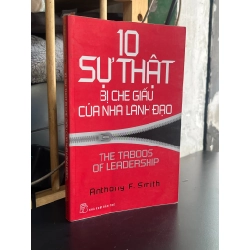 10
SỰ THẬT
BỊ CHE GIẤU
CỦA NHÀ LÃNH ĐẠO
THE TABOOS
OF LEADERSHIP
Anthony F. Smith